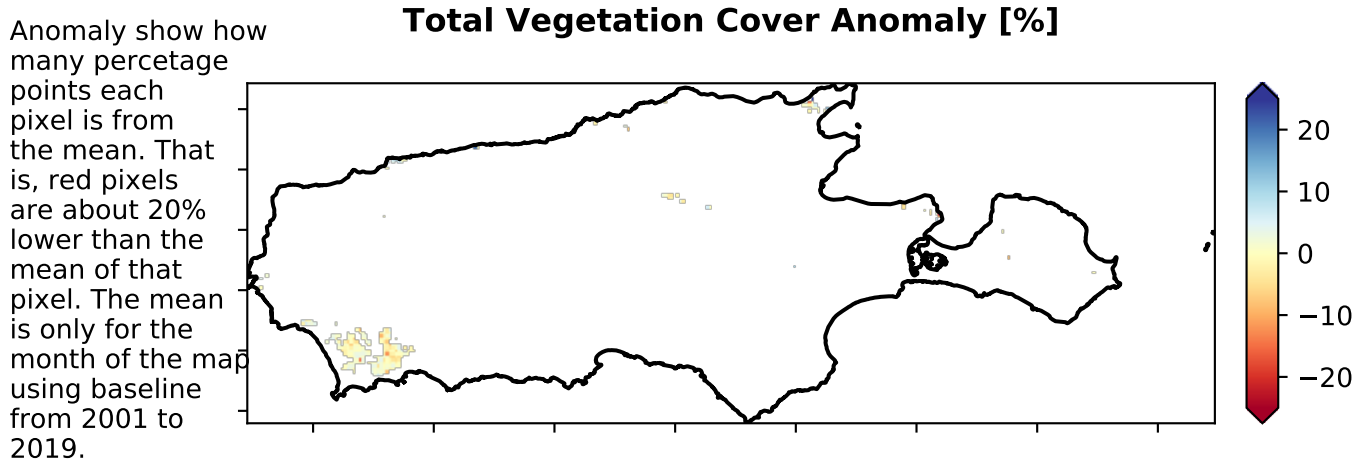 Total Vegetation Cover Anomaly [%]
Anomaly show how
many percetage
points each
pixel is from
the mean. That
is, red pixels
are about 20%
lower than the
mean of that
pixel. The mean
is only for the
month of the map
using baseline
from 2001 to
2019.
20
10
0
−10
−20